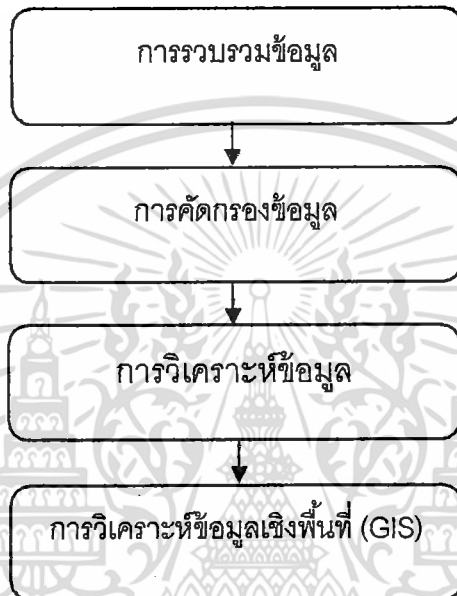 การรวบรวมข้อมูล
การคัดกรองข้อมูล
การวิเคราะห์ข้อมูล
การวิเคราะห์ข้อมูลเชิงพื้นที่ (GIS)